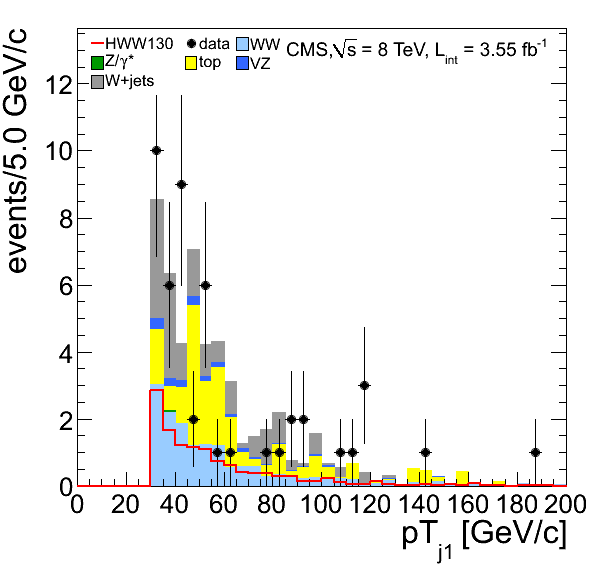 HWW130 data WW CMS,√s = 8 TeV, L_int = 3.55 fb⁻¹
Z/γ* top VZ
W+jets
events/5.0 GeV/c
12
10
8
6
4
2
0
0 20 40 60 80 100 120 140 160 180 200
pT_j1 [GeV/c]